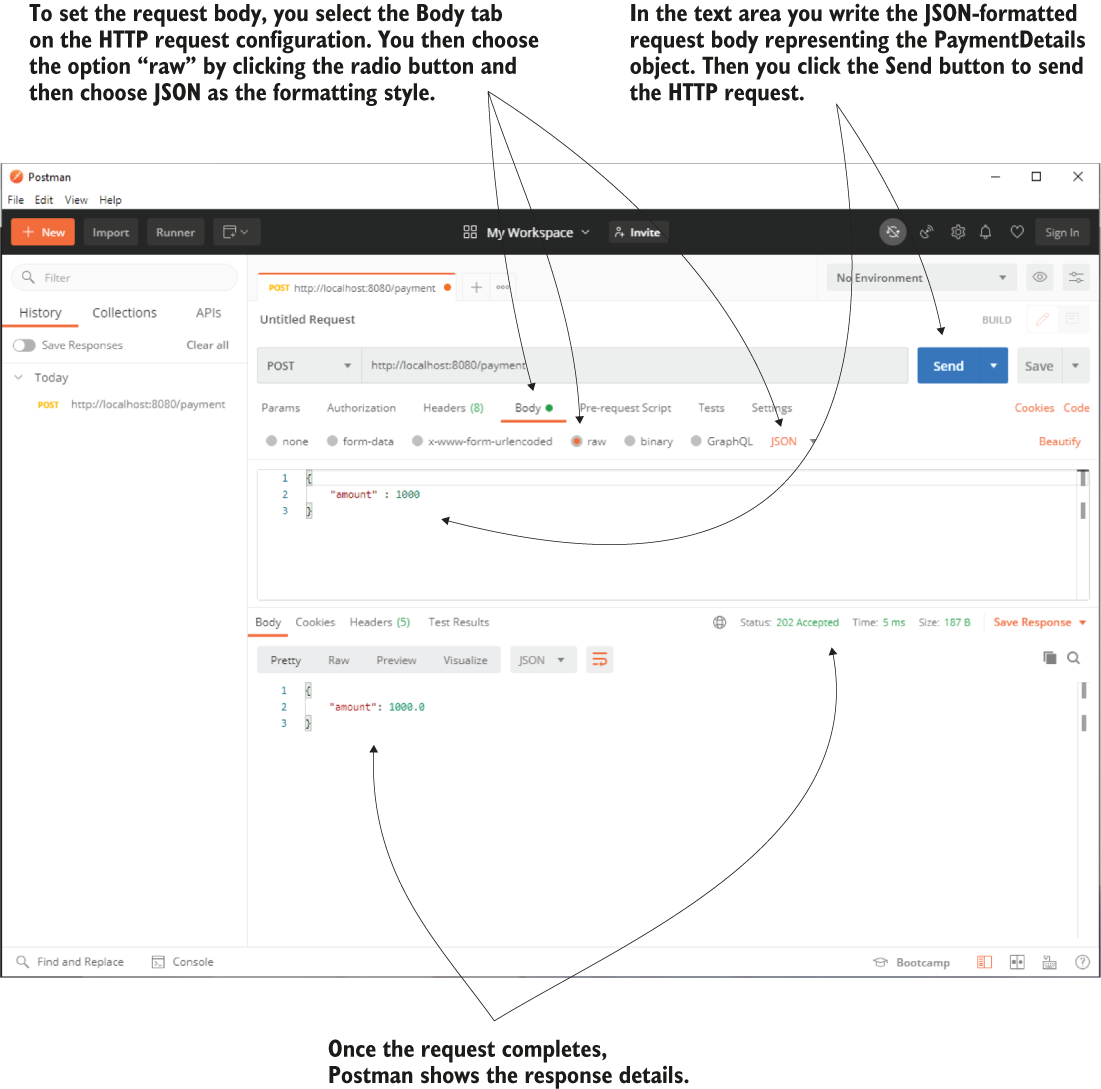 To set the request body, you select the Body tab
on the HTTP request configuration. You then choose
the option “raw” by clicking the radio button and
then choose JSON as the formatting style.
In the text area you write the JSON-formatted
request body representing the PaymentDetails
object. Then you click the Send button to send
the HTTP request.
Postman
File Edit View Help
+ New Import Runner My Workspace Invite Sign In
Filter
POST http://localhost:8080/payment
No Environment
History Collections APIs
Untitled Request
BUILD
Save Responses Clear all
POST http://localhost:8080/payment Send Save
Today
POST http://localhost:8080/payment
Params Authorization Headers (8) Body Pre-request Script Tests Settings Cookies Code
none form-data x-www-form-urlencoded raw binary GraphQL JSON Beautify
1 {
2 "amount" : 1000
3 }
Body Cookies Headers (5) Test Results Status: 202 Accepted Time: 5 ms Size: 187 B Save Response
Pretty Raw Preview Visualize JSON
1 {
2 "amount": 1000.0
3 }
Find and Replace Console Bootcamp
Once the request completes,
Postman shows the response details.